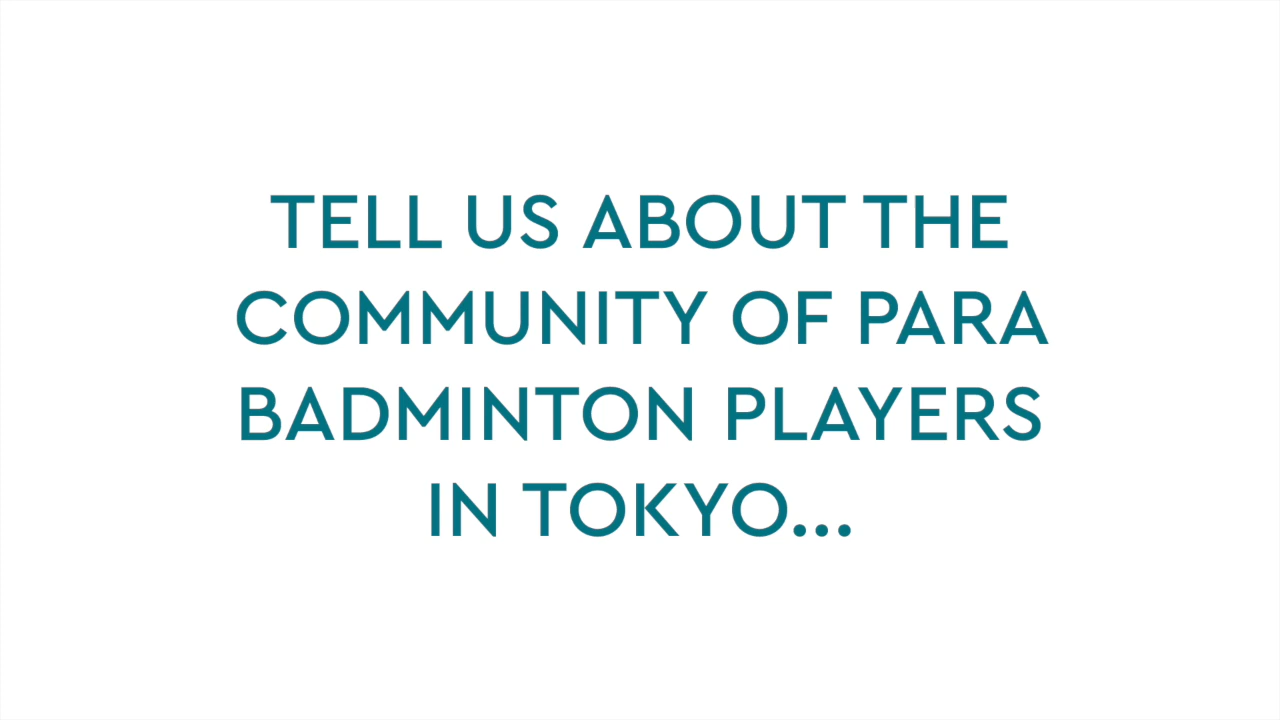 TELL US ABOUT THE
COMMUNITY OF PARA
BADMINTON PLAYERS
IN TOKYO...